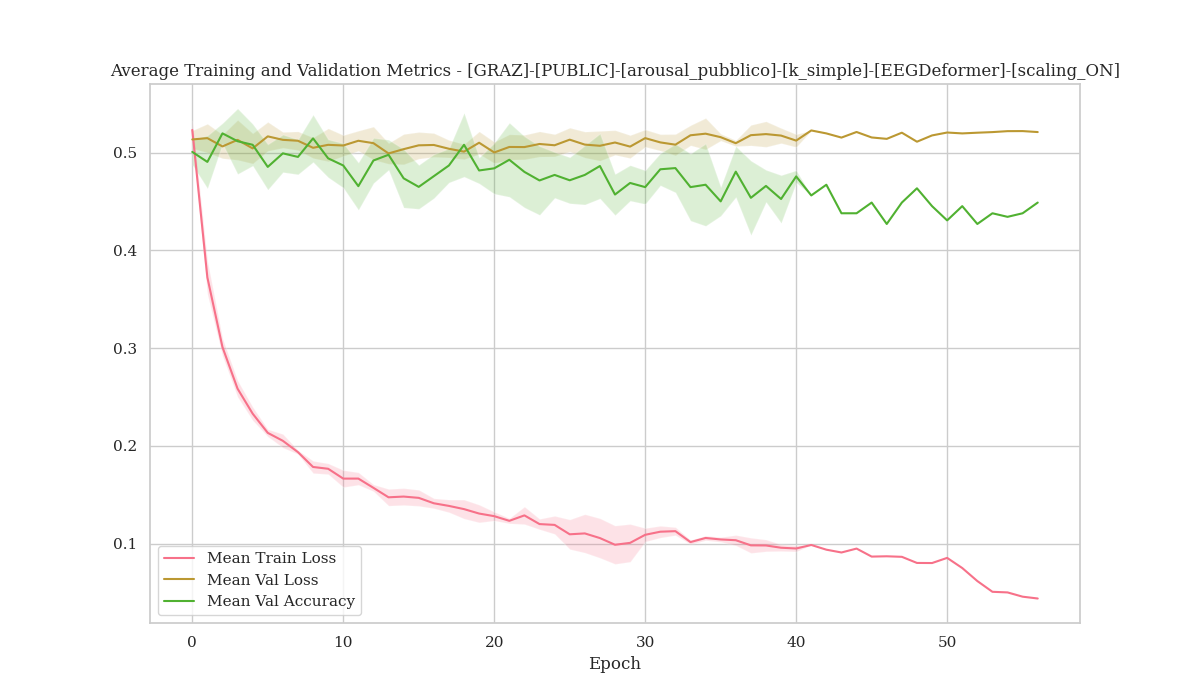 Average Training and Validation Metrics - [GRAZ]-[PUBLIC]-[arousal_pubblico]-[k_simple]-[EEGDeformer]-[scaling_ON]
0.5
0.4
0.3
0.2
0.1
Mean Train Loss
Mean Val Loss
Mean Val Accuracy
0 10 20 30 40 50
Epoch